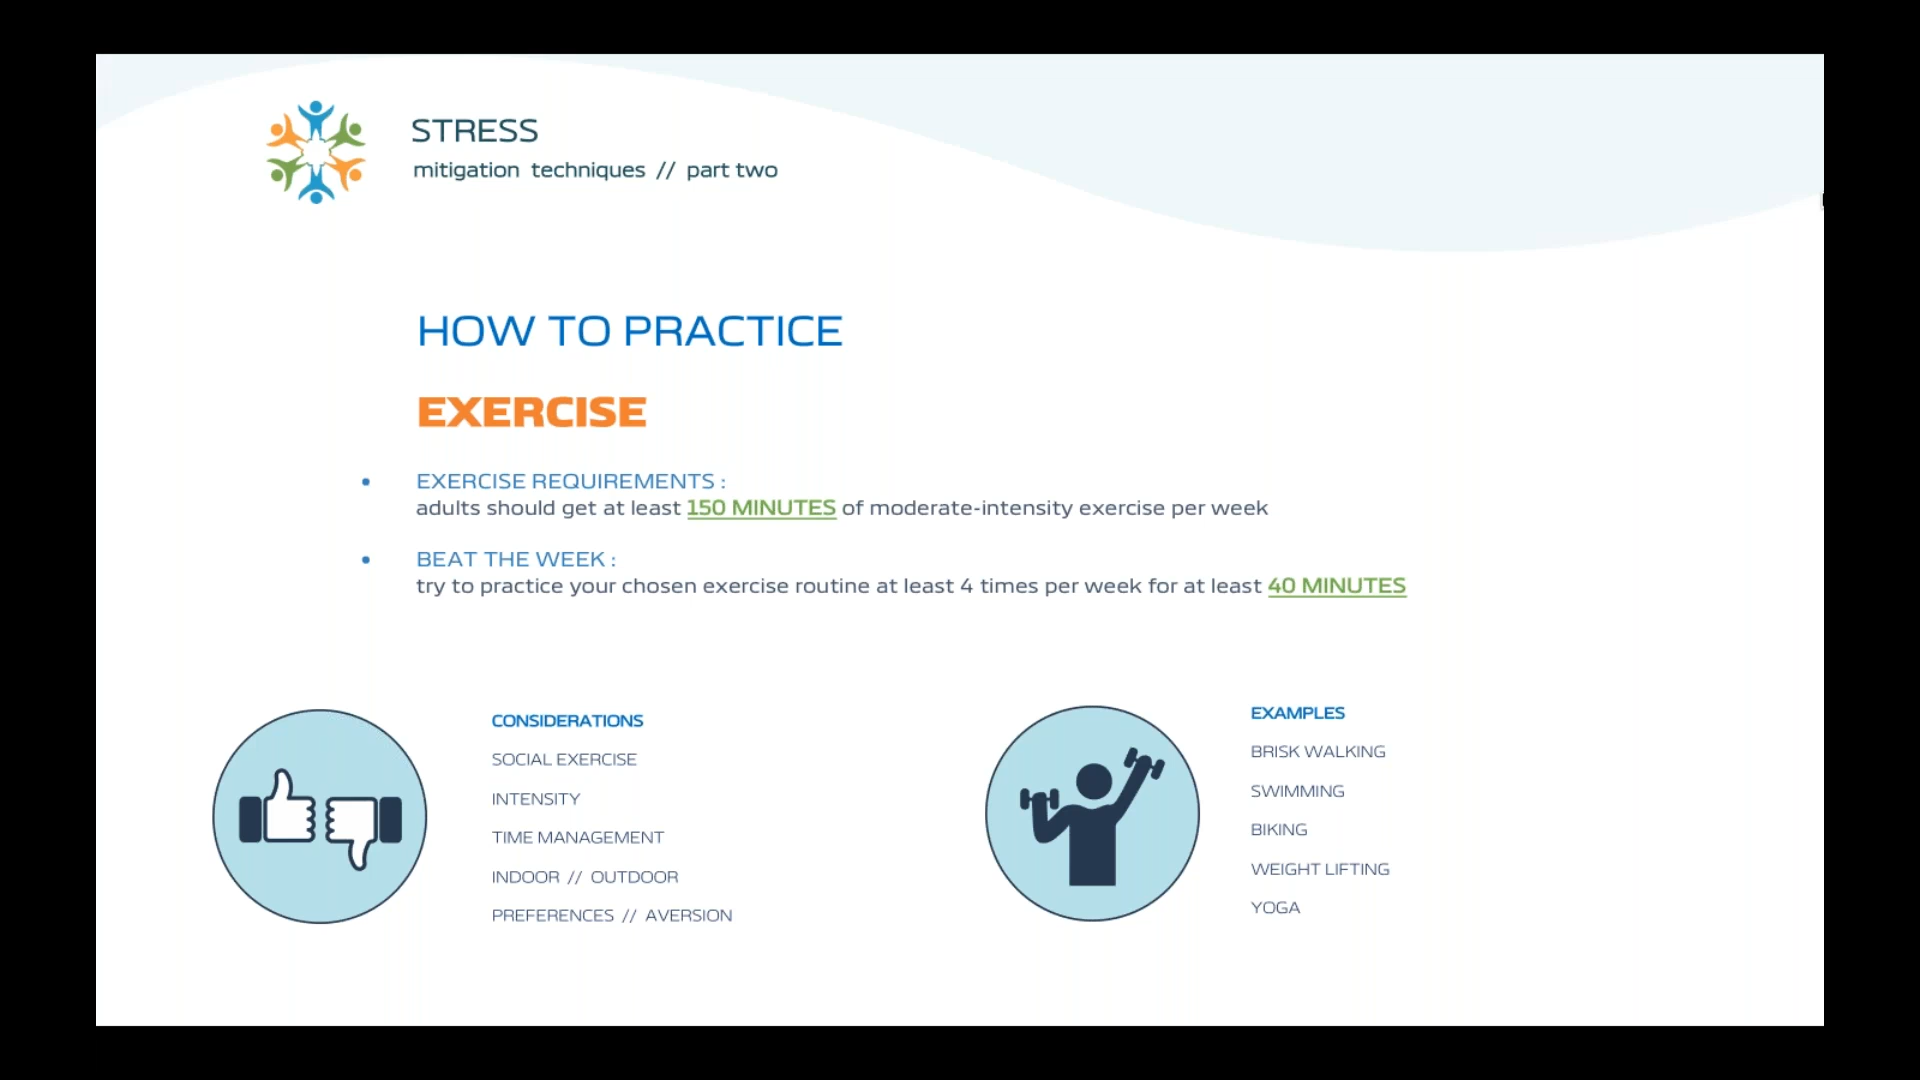 STRESS
mitigation techniques // part two
HOW TO PRACTICE
EXERCISE
• EXERCISE REQUIREMENTS :
adults should get at least 150 MINUTES of moderate-intensity exercise per week
• BEAT THE WEEK :
try to practice your chosen exercise routine at least 4 times per week for at least 40 MINUTES
CONSIDERATIONS
SOCIAL EXERCISE
INTENSITY
TIME MANAGEMENT
INDOOR // OUTDOOR
PREFERENCES // AVERSION
EXAMPLES
BRISK WALKING
SWIMMING
BIKING
WEIGHT LIFTING
YOGA